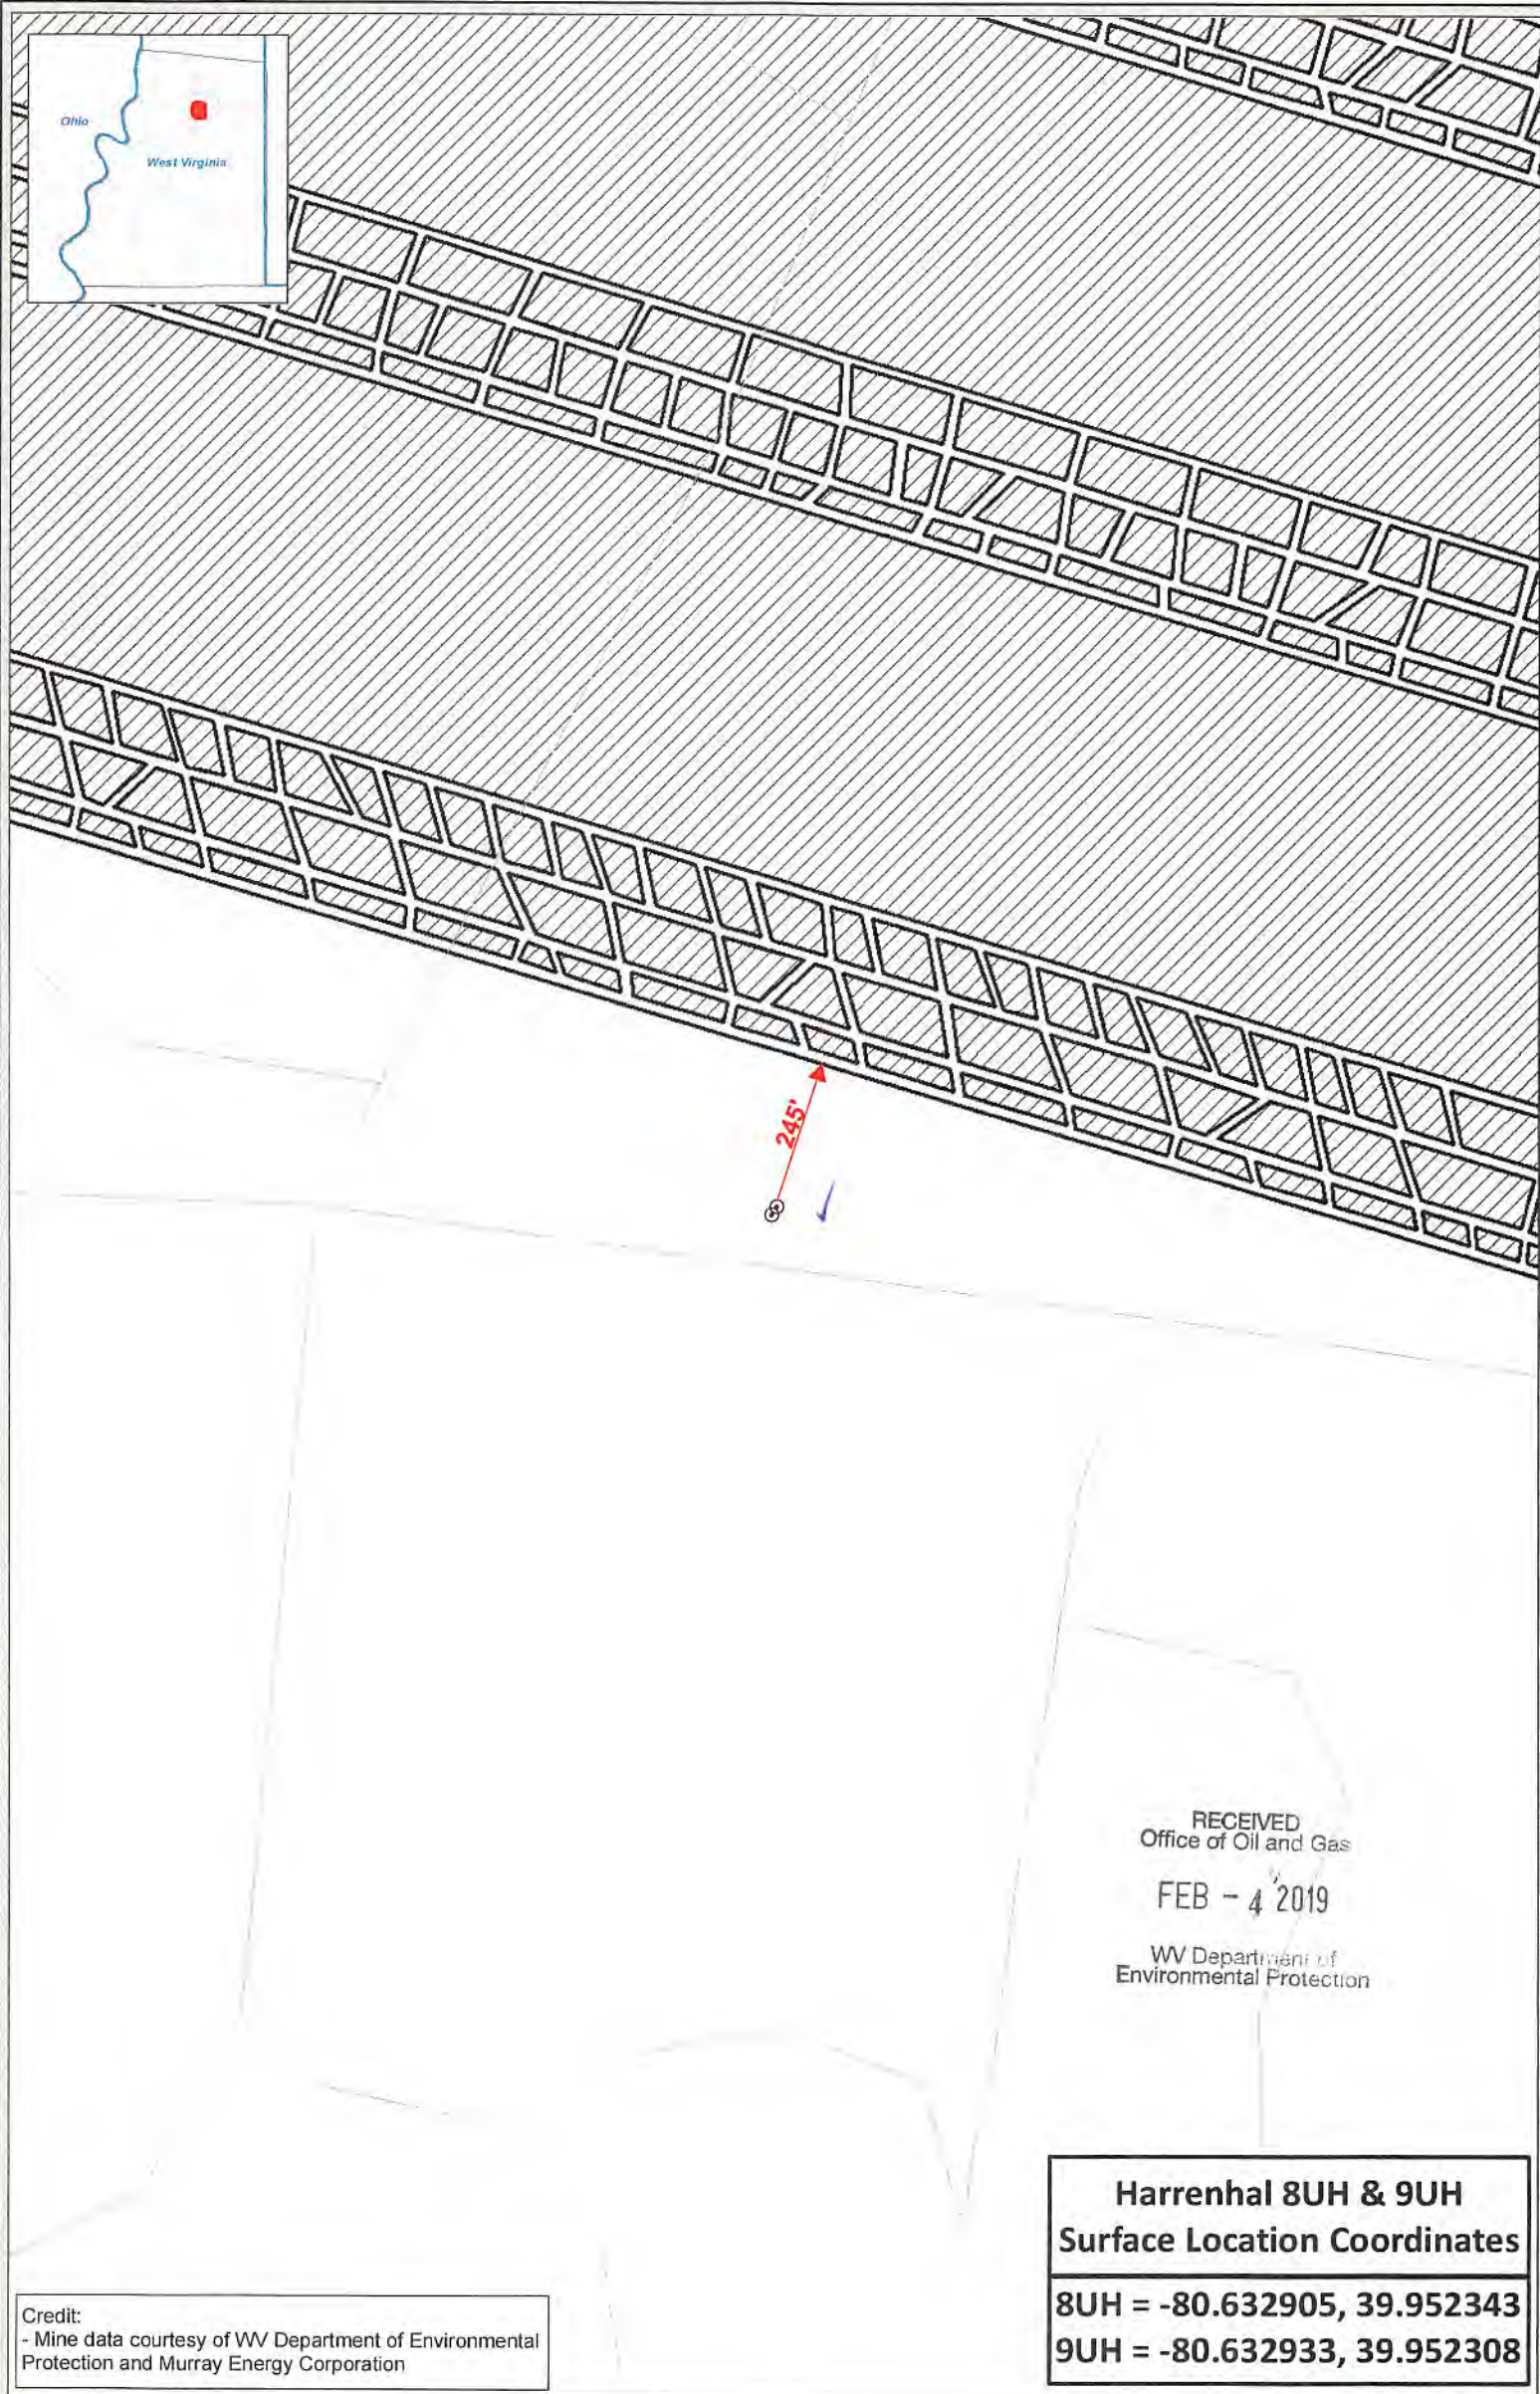 Ohio
West Virginia
245'
RECEIVED
Office of Oil and Gas
FEB - 4 2019
WV Department of
Environmental Protection
Harrenhal 8UH & 9UH
Surface Location Coordinates
8UH = -80.632905, 39.952343
9UH = -80.632933, 39.952308
Credit:
- Mine data courtesy of WV Department of Environmental
Protection and Murray Energy Corporation